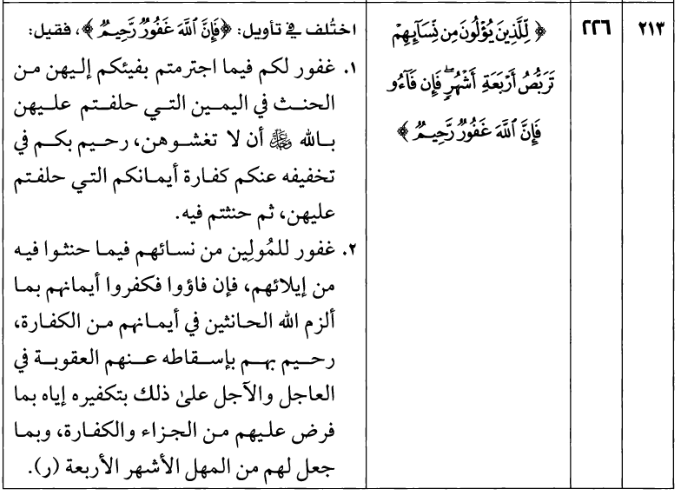 ٢١٣
٢٢٦
﴿ لِّلَّذِينَ يُؤْلُونَ مِن نِّسَآئِهِمْ
تَرَبُّصُ أَرْبَعَةِ أَشْهُرٍۖ فَإِن فَآءُو
فَإِنَّ ٱللَّهَ غَفُورٌ رَّحِيمٌ ﴾
اختُلف في تأويل: ﴿فَإِنَّ ٱللَّهَ غَفُورٌ رَّحِيمٌ ﴾، فقيل:
١. غفور لكم فيما اجترمتم بفيئكم إليهن من
الحنث في اليمين التي حلفتم عليهن
بالله ﷻ أن لا تغشوهن، رحيم بكم في
تخفيفه عنكم كفارة أيمانكم التي حلفتم
عليهن، ثم حنثتم فيه.
٢. غفور للمُولِين من نسائهم فيما حنثوا فيه
من إيلائهم، فإن فاؤوا فكفروا أيمانهم بما
ألزم الله الحانثين في أيمانهم من الكفارة،
رحيم بهم بإسقاطه عنهم العقوبة في
العاجل والآجل علىٰ ذلك بتكفيره إياه بما
فرض عليهم من الجزاء والكفارة، وبما
جعل لهم من المهل الأشهر الأربعة (ر).